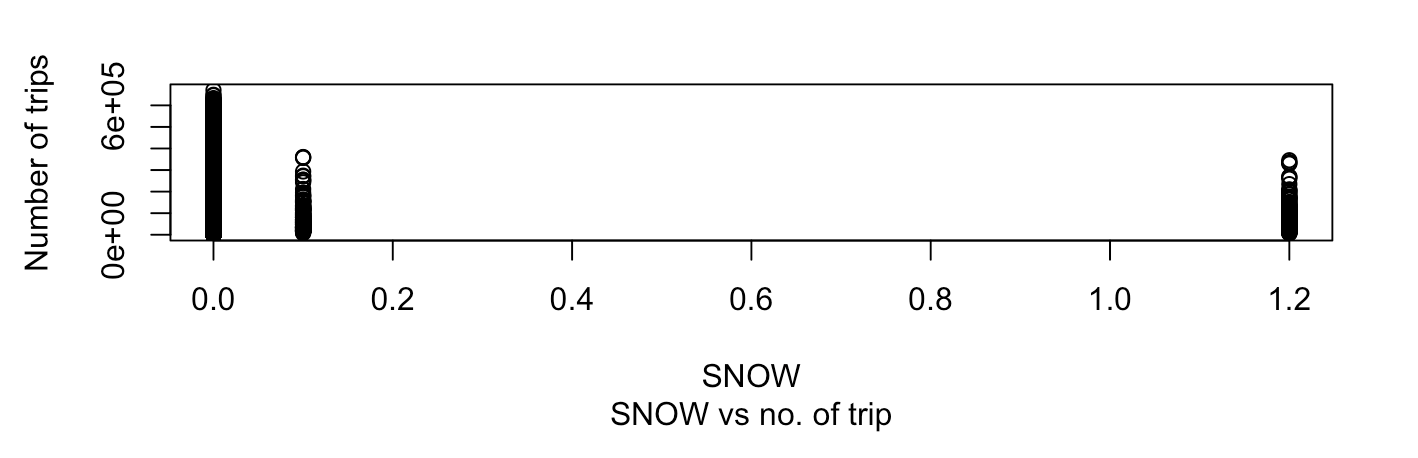 Number of trips
6e+05
0e+00
0.0 0.2 0.4 0.6 0.8 1.0 1.2
SNOW
SNOW vs no. of trip